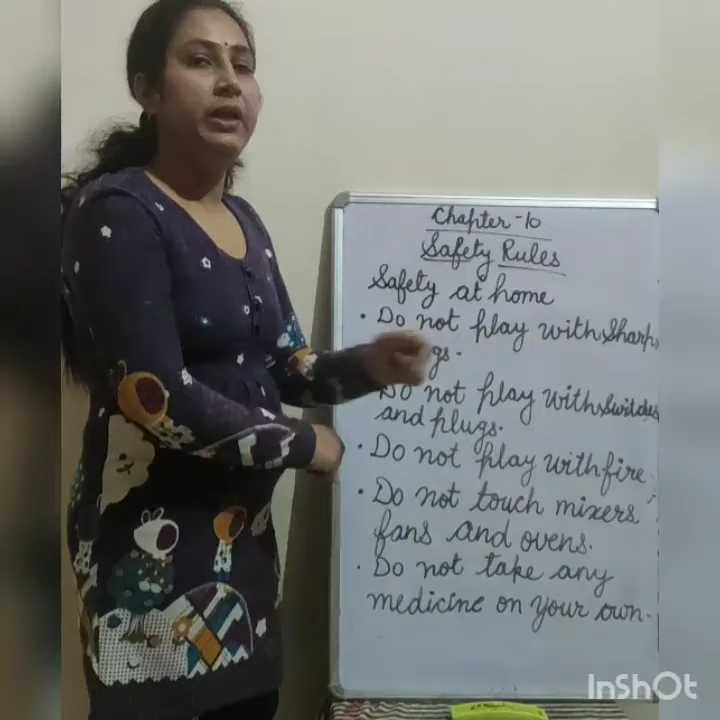 Chapter-10
Safety Rules
Safety at home
• Do not play with Sharp
gs.
Do not play with Switches
and plugs.
• Do not play with fire.
• Do not touch mixers,
fans and ovens.
• Do not take any
medicine on your own.
InShOt